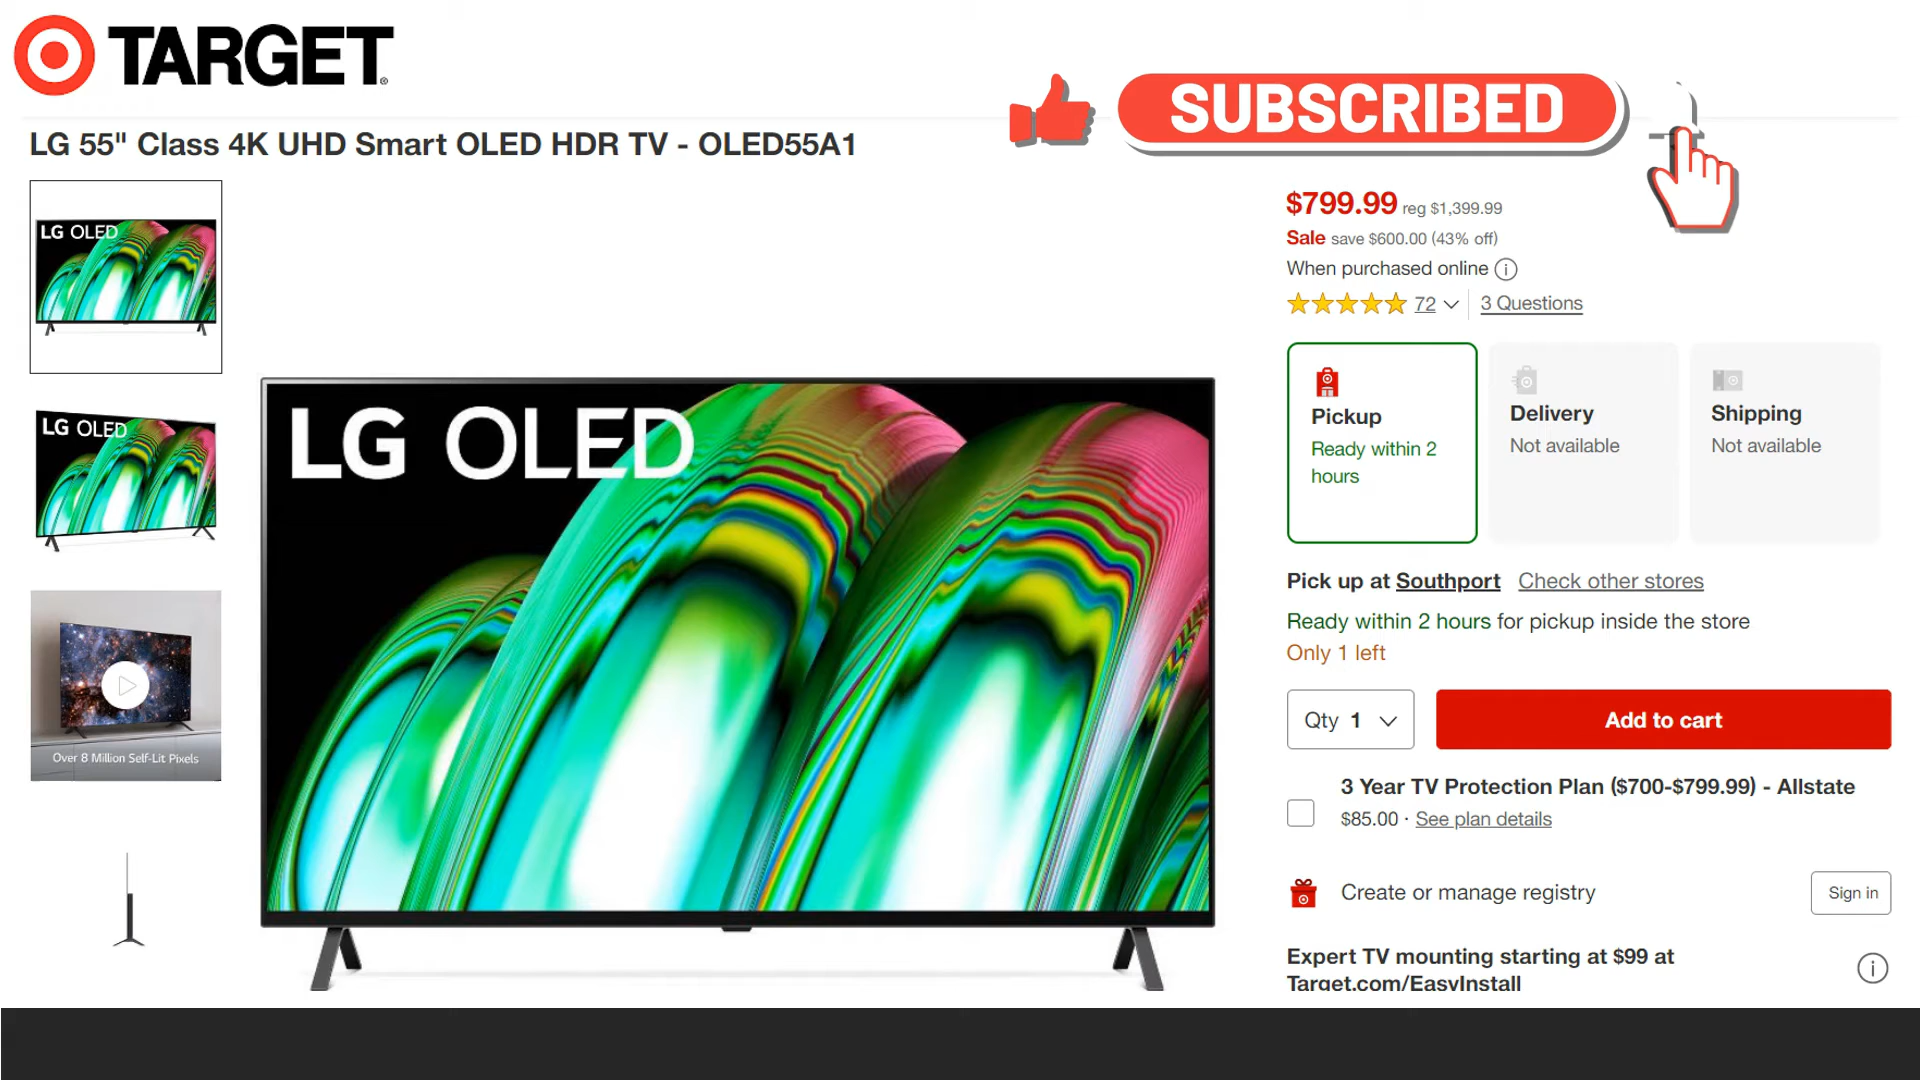 TARGET
SUBSCRIBED
LG 55" Class 4K UHD Smart OLED HDR TV - OLED55A1
LG OLED
LG OLED
Over 8 Million Self-Lit Pixels
LG OLED
$799.99 reg $1,399.99
Sale save $600.00 (43% off)
When purchased online
72 3 Questions
Pickup
Ready within 2
hours
Delivery
Not available
Shipping
Not available
Pick up at Southport Check other stores
Ready within 2 hours for pickup inside the store
Only 1 left
Qty 1
Add to cart
3 Year TV Protection Plan ($700-$799.99) - Allstate
$85.00 · See plan details
Create or manage registry
Sign in
Expert TV mounting starting at $99 at
Target.com/EasyInstall